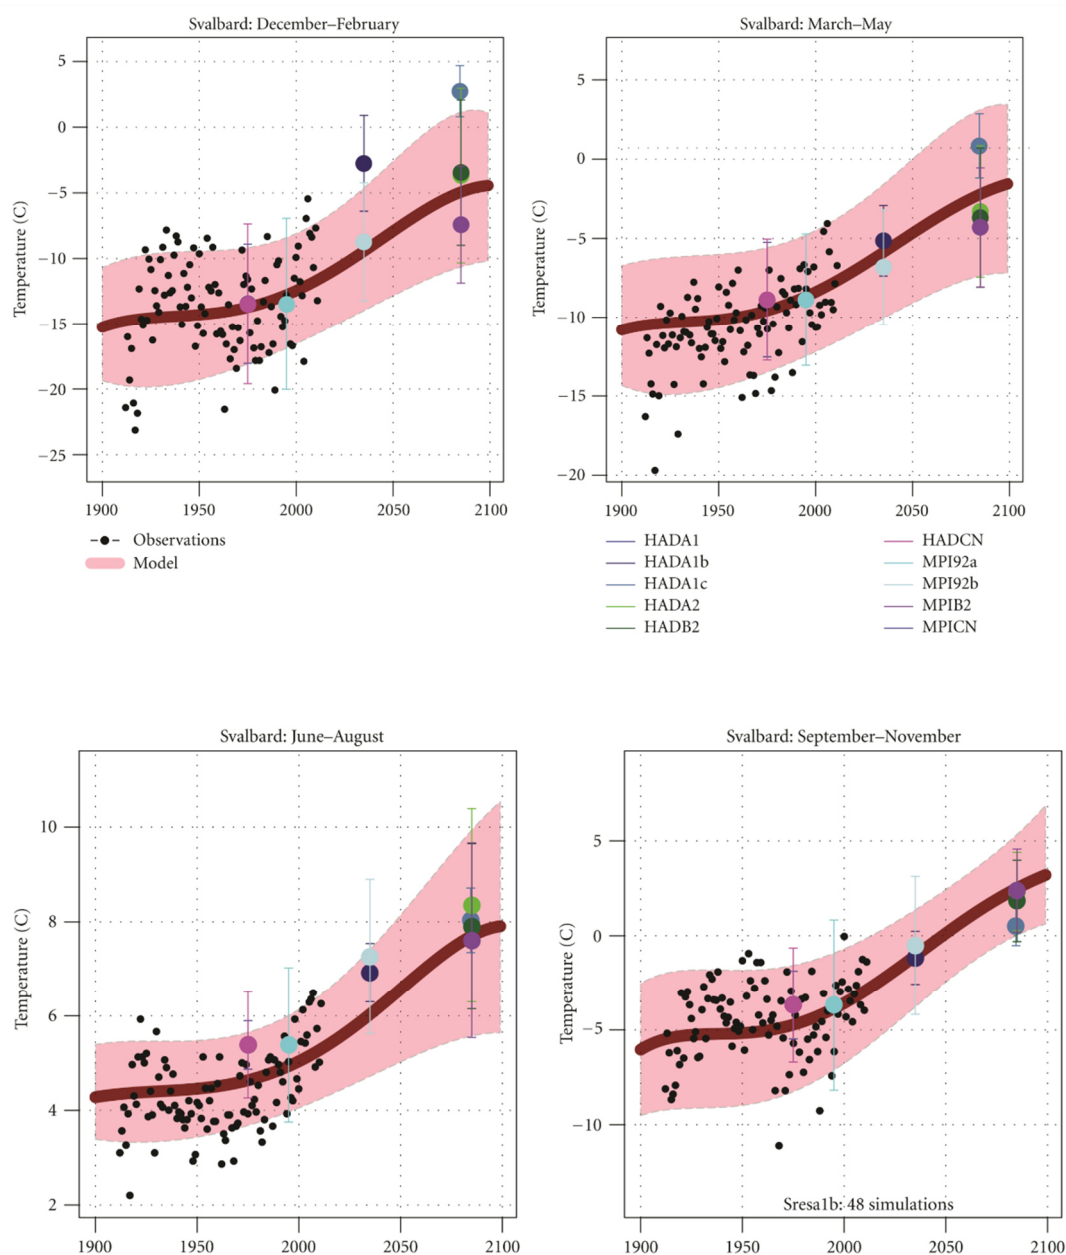 Svalbard: December–February
Temperature (C)
5
0
−5
−10
−15
−20
−25
1900
1950
2000
2050
2100
Observations
Model
Svalbard: March–May
Temperature (C)
5
0
−5
−10
−15
−20
1900
1950
2000
2050
2100
HADA1
HADA1b
HADA1c
HADA2
HADB2
HADCN
MPI92a
MPI92b
MPIB2
MPICN
Svalbard: June–August
Temperature (C)
10
8
6
4
2
1900
1950
2000
2050
2100
Svalbard: September–November
Temperature (C)
5
0
−5
−10
Sresa1b: 48 simulations
1900
1950
2000
2050
2100